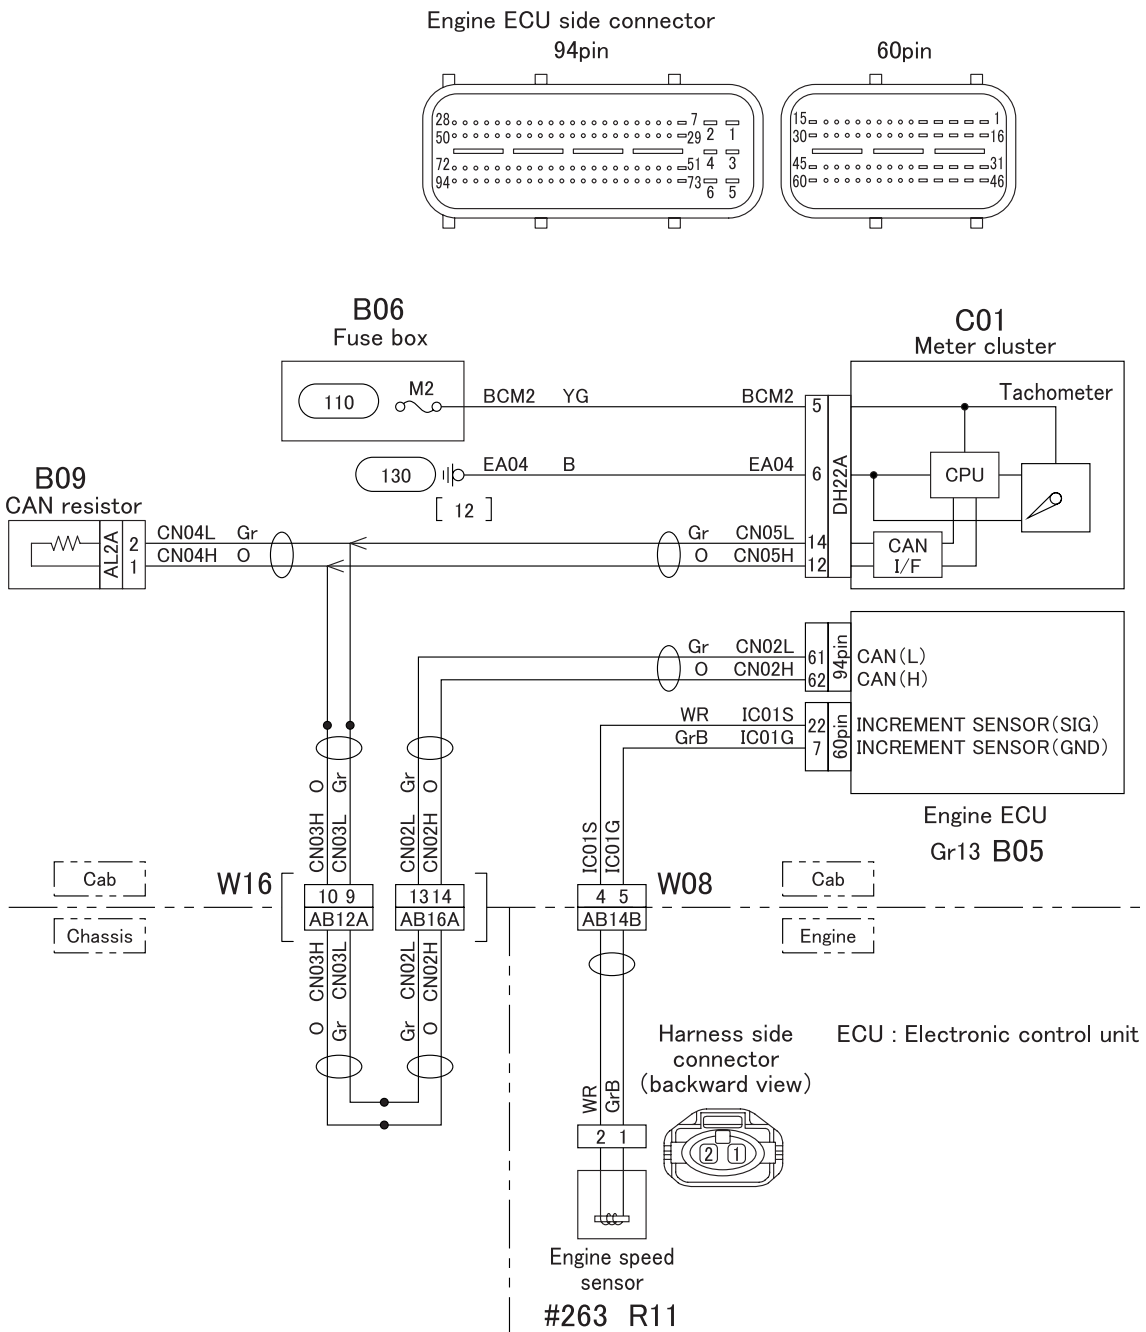 Engine ECU side connector
94pin
60pin
28 7 2 1
50 29
72 51 4 3
94 73 6 5
15 1
30 16
45 31
60 46
B06
Fuse box
110 M2
BCM2 YG BCM2 5
130
EA04 B EA04 6
[ 12 ]
C01
Meter cluster
Tachometer
CPU
DH22A
CAN
I/F
B09
CAN resistor
AL2A
2 CN04L Gr Gr CN05L 14
1 CN04H O O CN05H 12
Gr CN02L 61 CAN(L)
O CN02H 62 CAN(H)
94pin
WR IC01S 22 INCREMENT SENSOR(SIG)
GrB IC01G 7 INCREMENT SENSOR(GND)
60pin
Engine ECU
Gr13 B05
CN03H O
CN03L Gr
CN02L Gr
CN02H O
IC01S
IC01G
Cab
Chassis
W16
10 9
AB12A
13 14
AB16A
4 5
AB14B
W08
Cab
Engine
O CN03H
Gr CN03L
Gr CN02L
O CN02H
WR
GrB
2 1
Harness side
connector
(backward view)
2 1
ECU : Electronic control unit
Engine speed
sensor
#263 R11